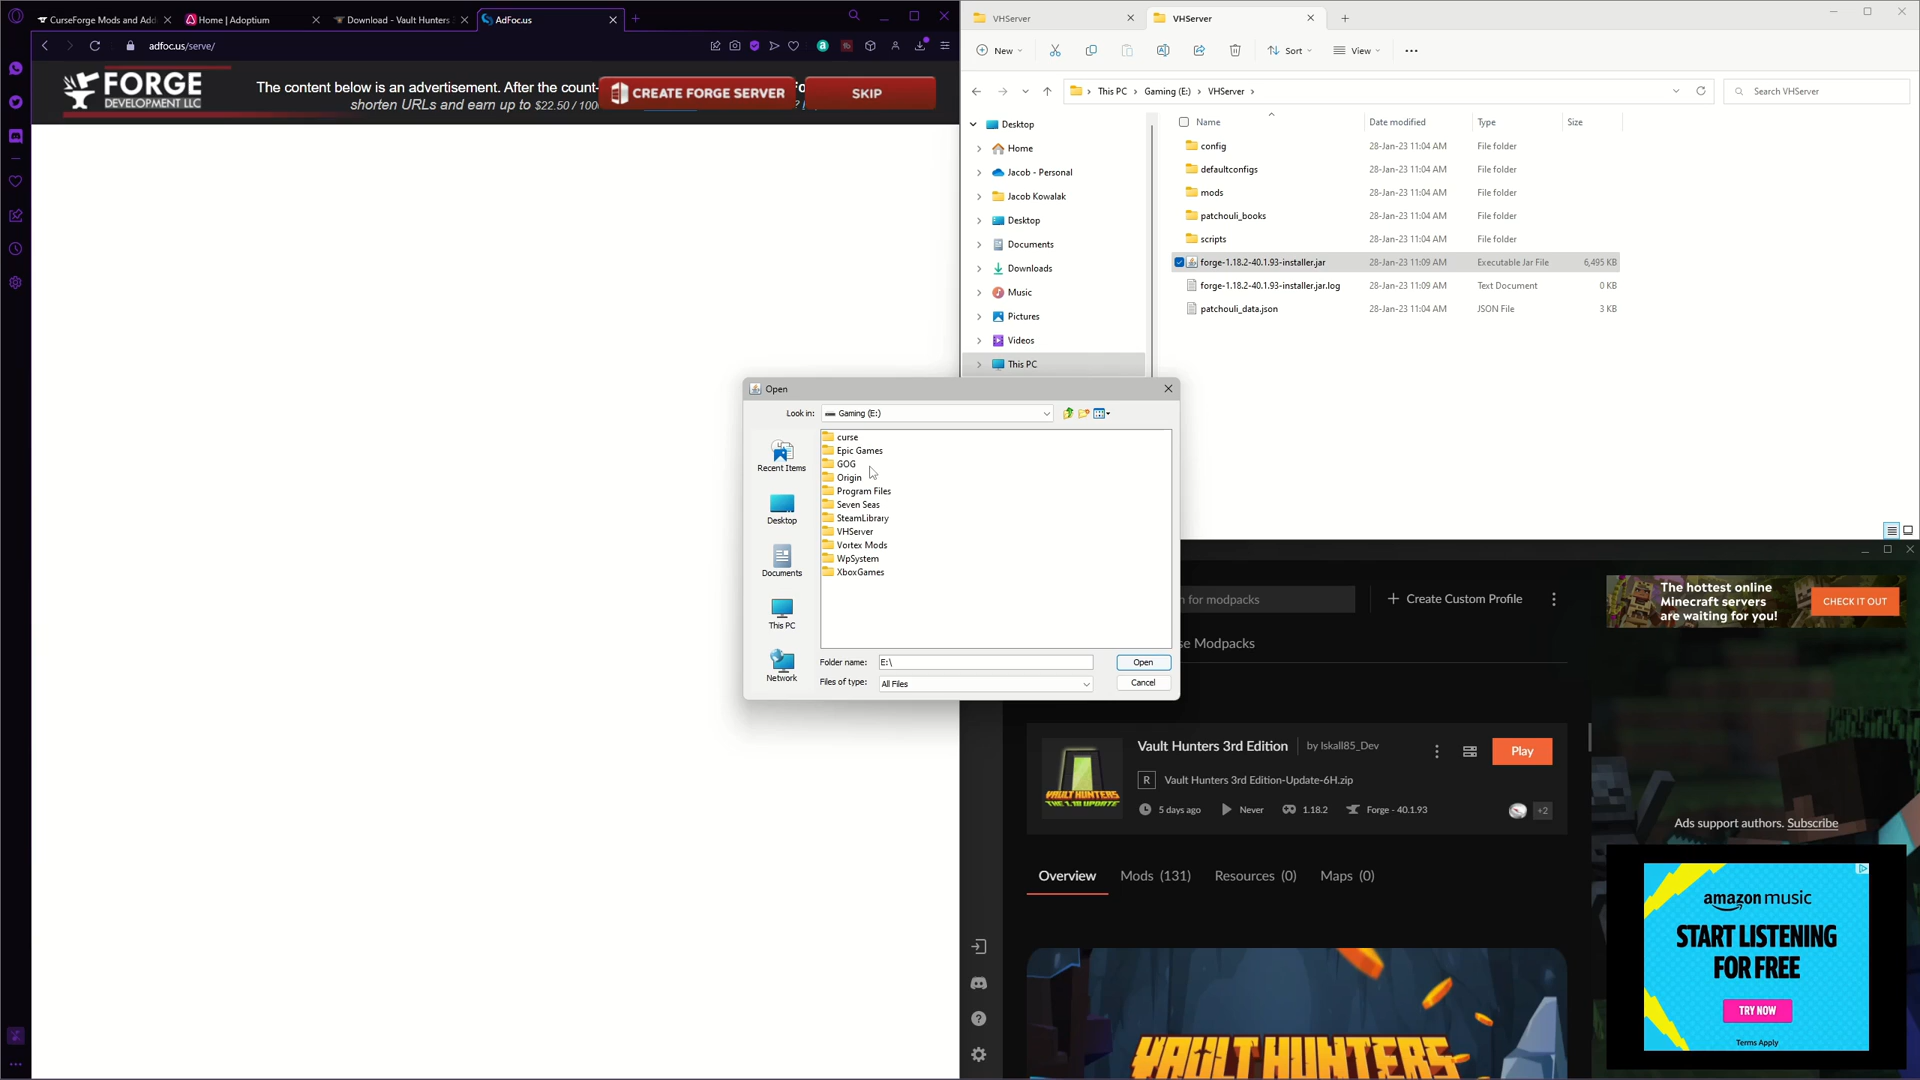 CurseForge Mods and Add
Home | Adoptium
Download - Vault Hunters
AdFoc.us
adfoc.us/serve/
FORGE
DEVELOPMENT LLC
The content below is an advertisement. After the count-
shorten URLs and earn up to $22.50 / 100
CREATE FORGE SERVER
SKIP
VHServer
VHServer
New
Sort
View
This PC
Gaming (E:)
VHServer
Search VHServer
Desktop
Home
Jacob - Personal
Jacob Kowalak
Desktop
Documents
Downloads
Music
Pictures
Videos
This PC
Name
Date modified
Type
Size
config 28-Jan-23 11:04 AM File folder
defaultconfigs 28-Jan-23 11:04 AM File folder
mods 28-Jan-23 11:04 AM File folder
patchouli_books 28-Jan-23 11:04 AM File folder
scripts 28-Jan-23 11:04 AM File folder
forge-1.18.2-40.1.93-installer.jar 28-Jan-23 11:09 AM Executable Jar File 6,495 KB
forge-1.18.2-40.1.93-installer.jar.log 28-Jan-23 11:09 AM Text Document 0 KB
patchouli_data.json 28-Jan-23 11:04 AM JSON File 3 KB
Open
Look in:
Gaming (E:)
Recent Items
Desktop
Documents
This PC
Network
curse
Epic Games
GOG
Origin
Program Files
Seven Seas
SteamLibrary
VHServer
Vortex Mods
WpSystem
XboxGames
Folder name:
E:\
Open
Files of type:
All Files
Cancel
h for modpacks
Create Custom Profile
se Modpacks
The hottest online
Minecraft servers
are waiting for you!
CHECK IT OUT
VAULT HUNTERS
THE 1.18 UPDATE
Vault Hunters 3rd Edition
by Iskall85_Dev
Play
R
Vault Hunters 3rd Edition-Update-6H.zip
5 days ago
Never
1.18.2
Forge - 40.1.93
+2
Overview
Mods (131)
Resources (0)
Maps (0)
VAULT HUNTERS
Ads support authors. Subscribe
amazon music
START LISTENING
FOR FREE
TRY NOW
Terms Apply